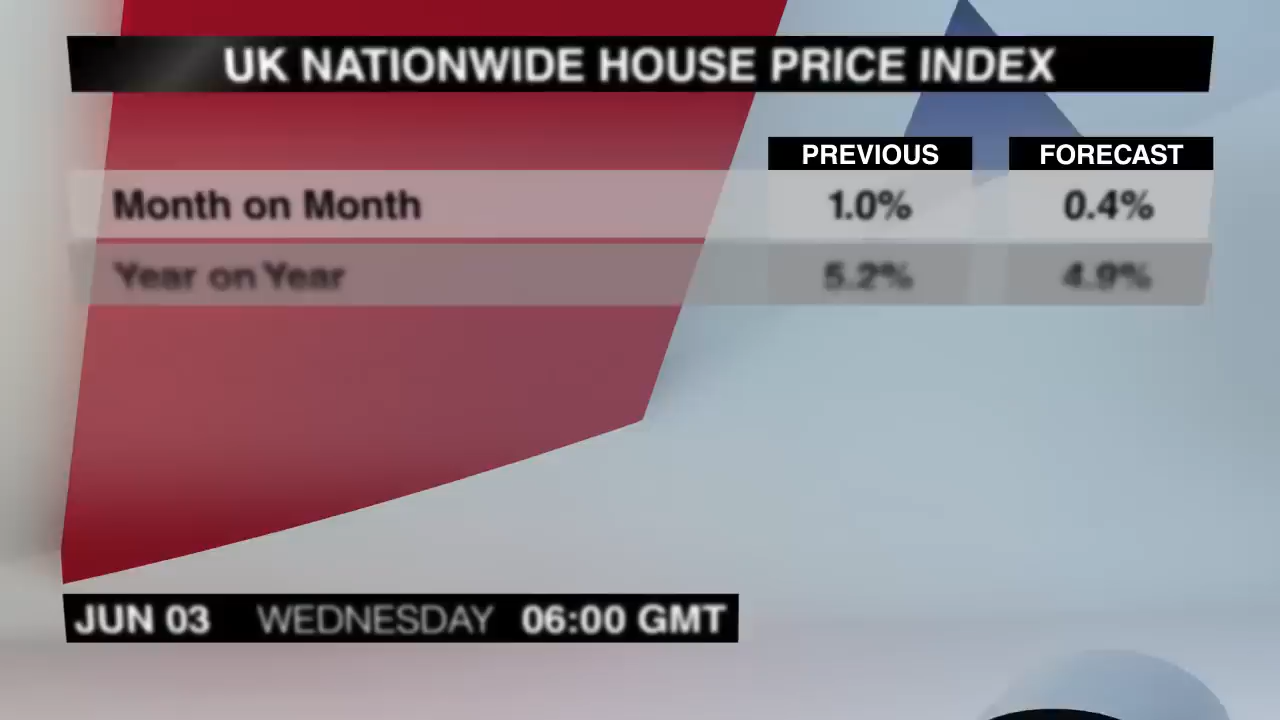 UK NATIONWIDE HOUSE PRICE INDEX
PREVIOUS FORECAST
Month on Month 1.0% 0.4%
Year on Year 5.2% 4.9%
JUN 03 WEDNESDAY 06:00 GMT